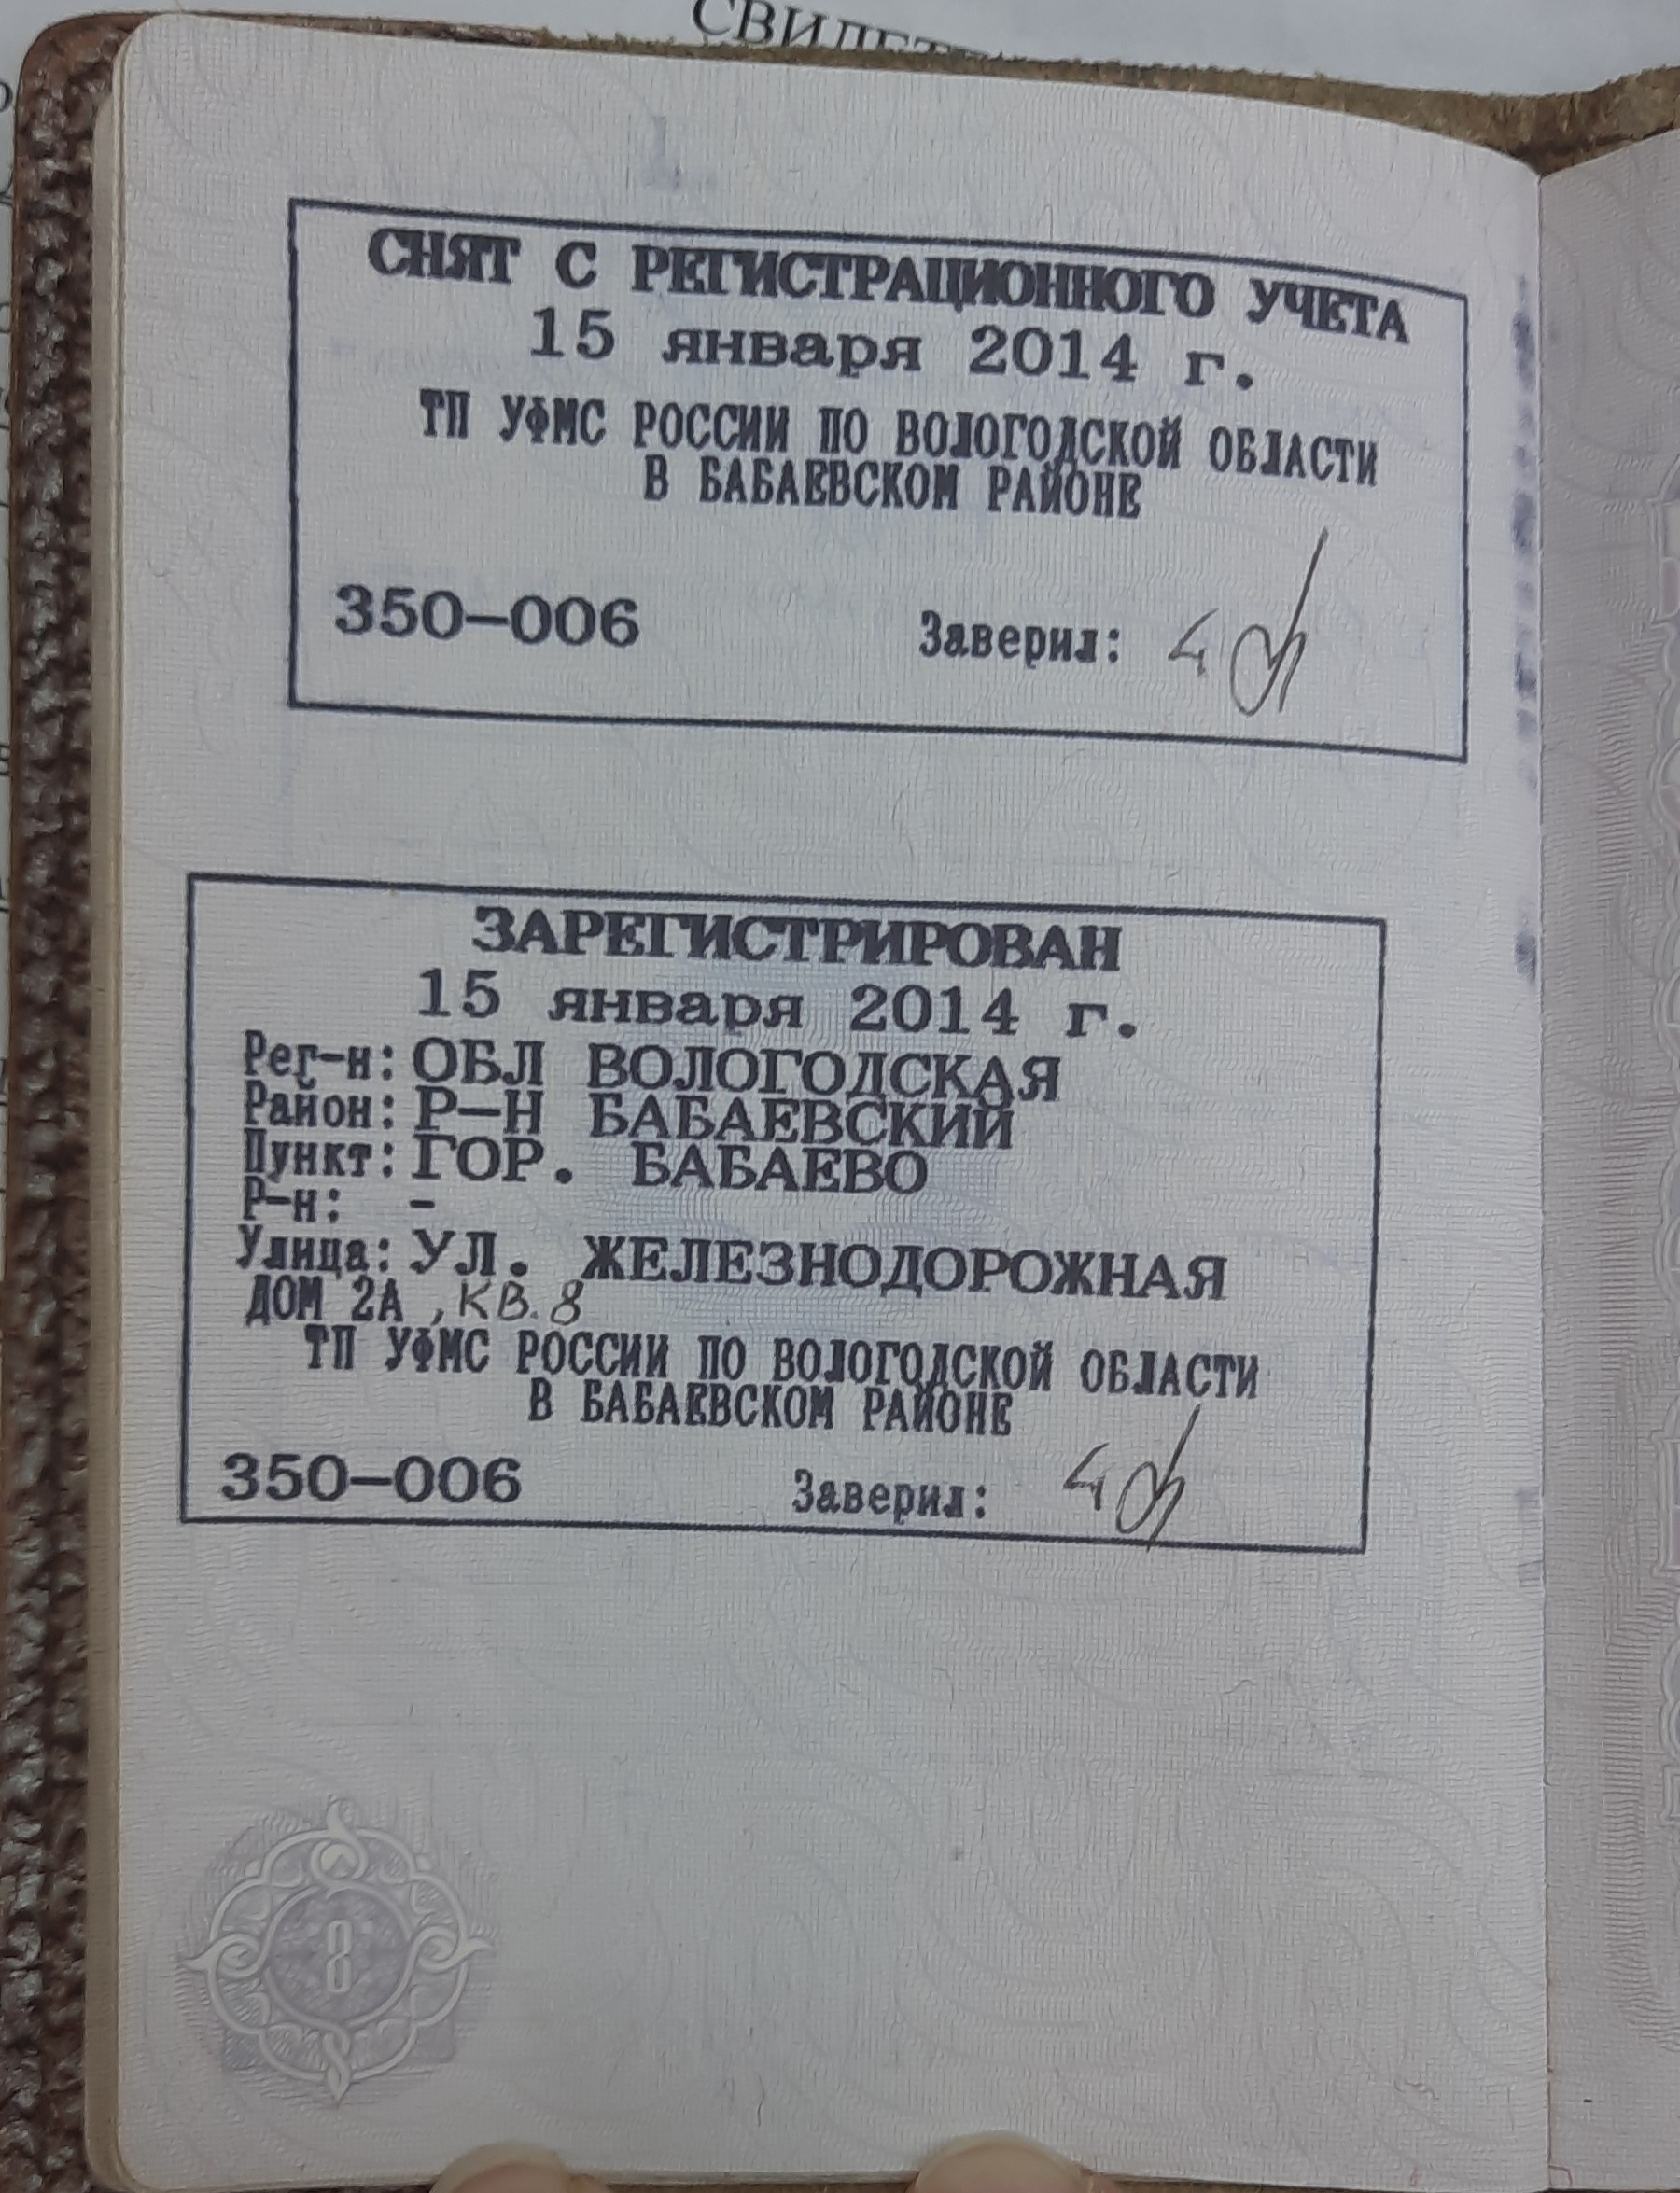 СНЯТ С РЕГИСТРАЦИОННОГО УЧЕТА
15 января 2014 г.
ТП УФМС РОССИИ ПО ВОЛОГОДСКОЙ ОБЛАСТИ
В БАБАЕВСКОМ РАЙОНЕ
350-006 Заверил:
ЗАРЕГИСТРИРОВАН
15 января 2014 г.
Рег-н: ОБЛ ВОЛОГОДСКАЯ
Район: Р-Н БАБАЕВСКИЙ
Пункт: ГОР. БАБАЕВО
Р-н: -
Улица: УЛ. ЖЕЛЕЗНОДОРОЖНАЯ
ДОМ 2А , КВ. 8
ТП УФМС РОССИИ ПО ВОЛОГОДСКОЙ ОБЛАСТИ
В БАБАЕВСКОМ РАЙОНЕ
350-006 Заверил:
8